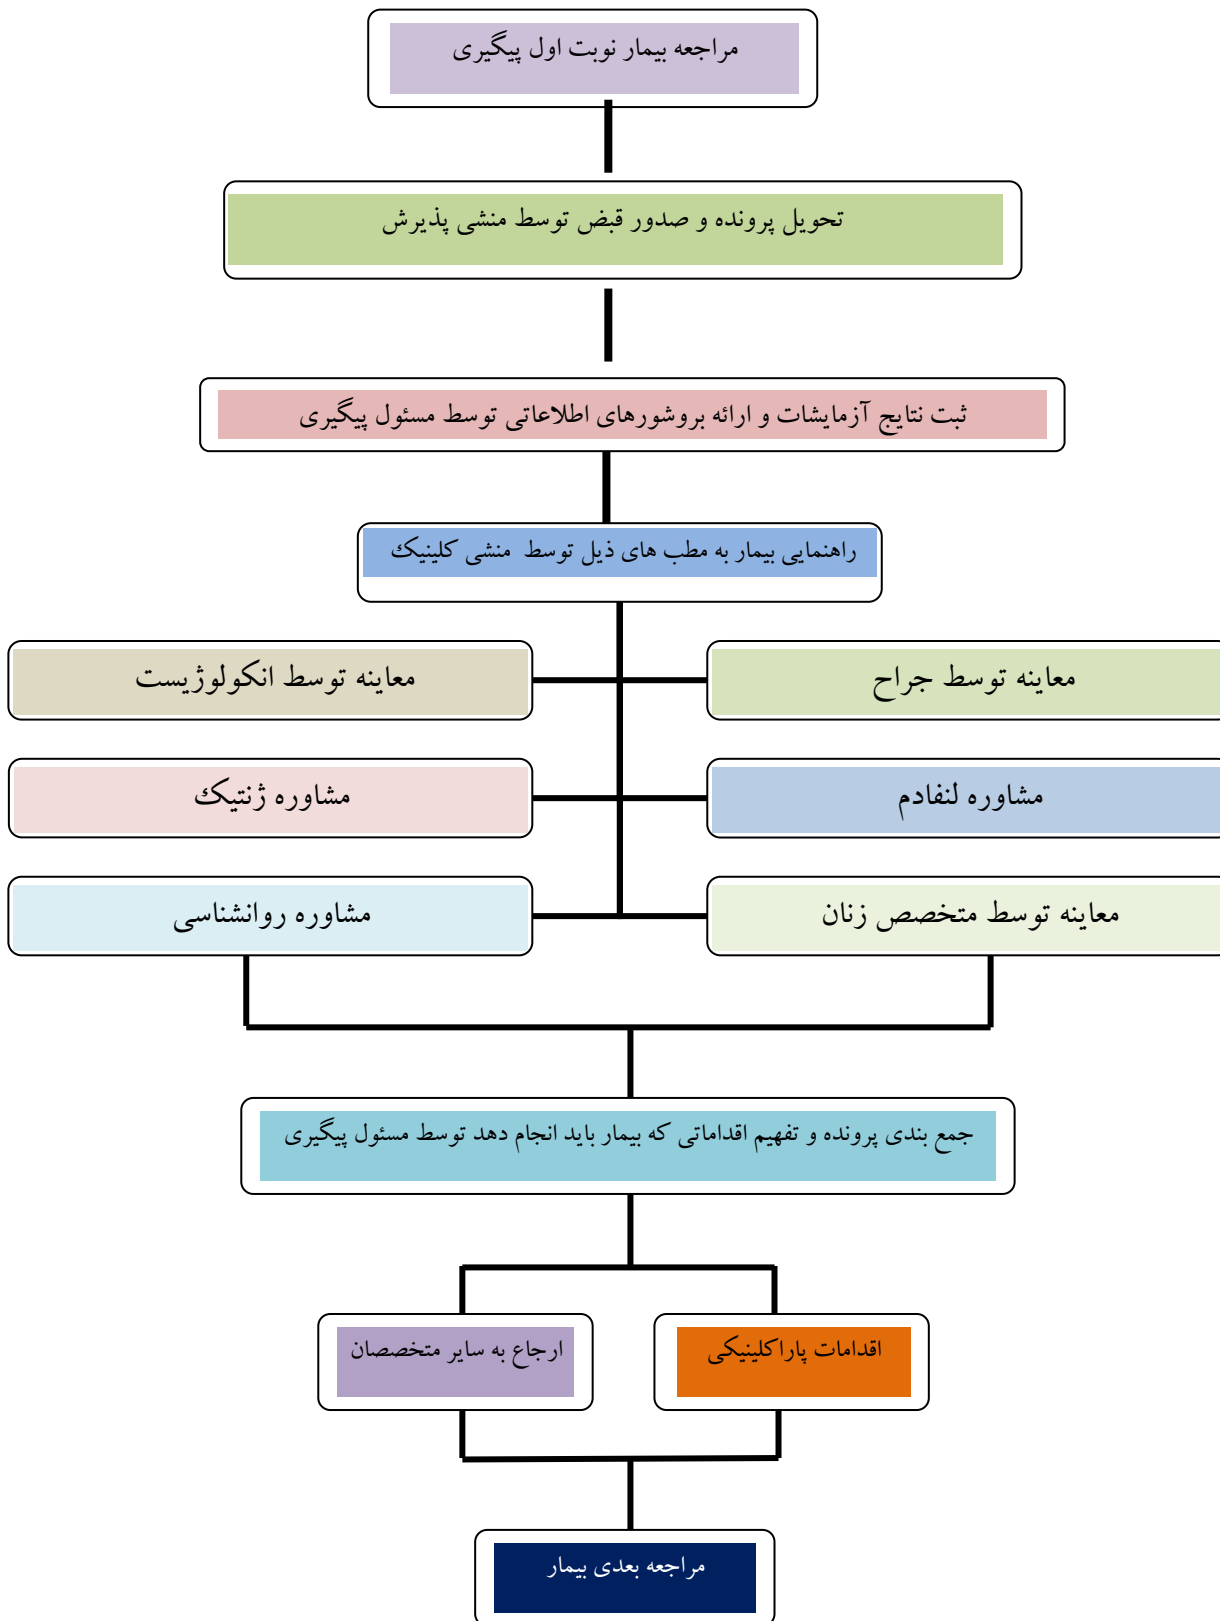 مراجعه بیمار نوبت اول پیگیری
تحویل پرونده و صدور قبض توسط منشی پذیرش
ثبت نتایج آزمایشات و ارائه بروشورهای اطلاعاتی توسط مسئول پیگیری
راهنمایی بیمار به مطب های ذیل توسط منشی کلینیک
معاینه توسط جراح
معاینه توسط انکولوژیست
مشاوره لنفادم
مشاوره ژنتیک
معاینه توسط متخصص زنان
مشاوره روانشناسی
جمع بندی پرونده و تفهیم اقداماتی که بیمار باید انجام دهد توسط مسئول پیگیری
اقدامات پاراکلینیکی
ارجاع به سایر متخصصان
مراجعه بعدی بیمار